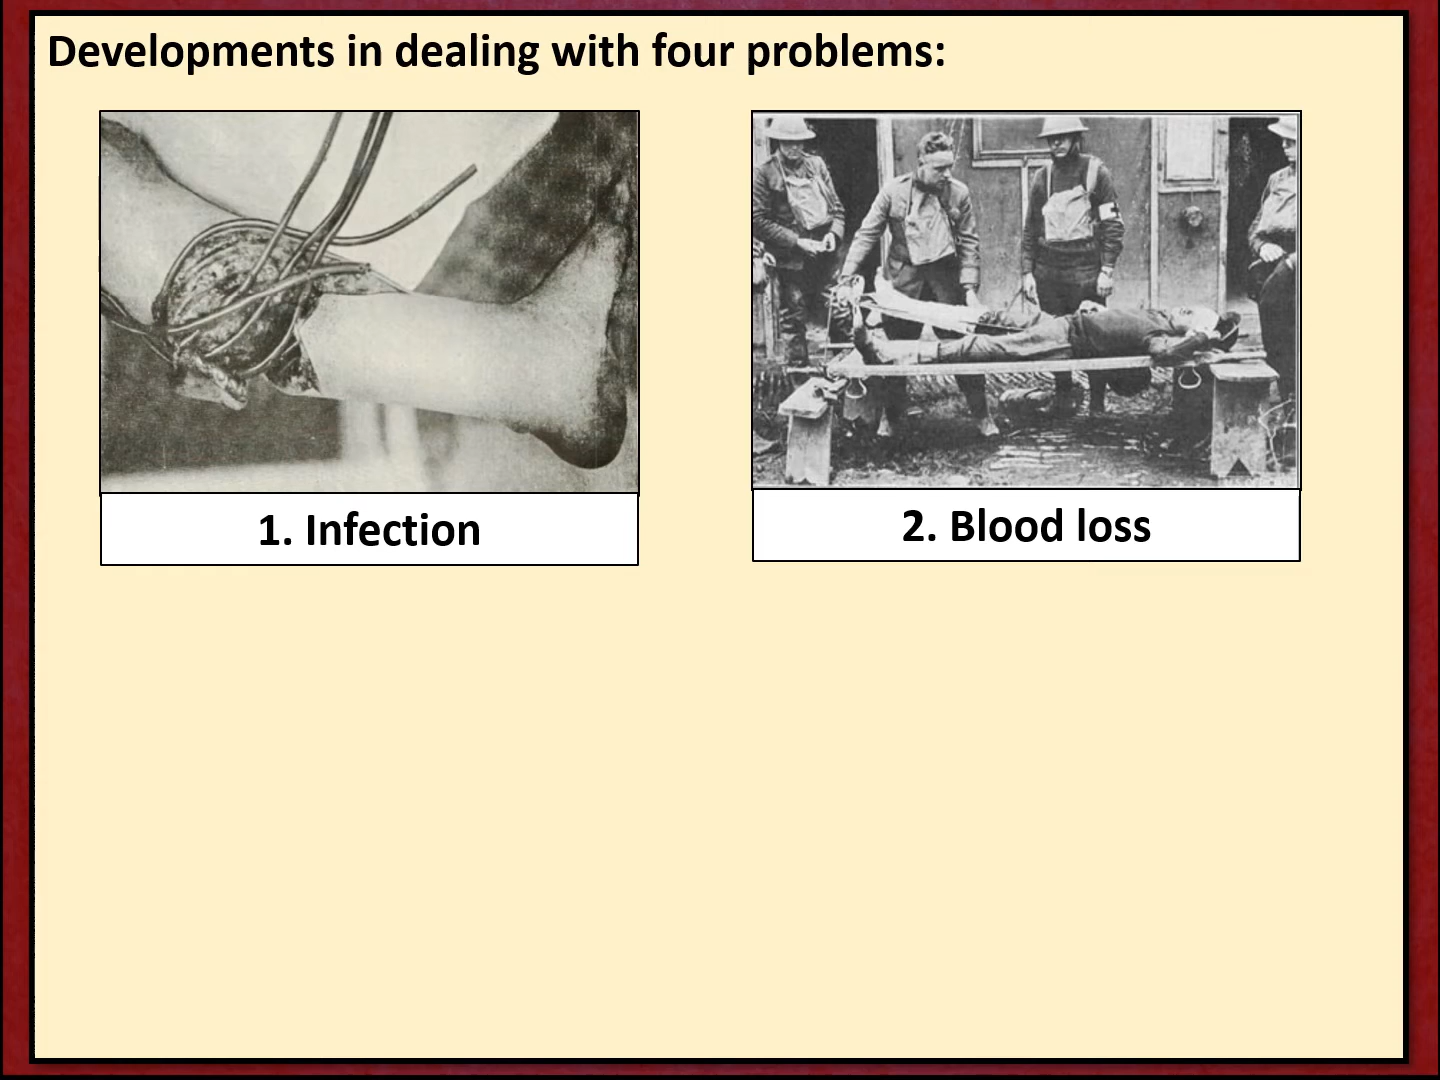 Developments in dealing with four problems:
1. Infection
2. Blood loss